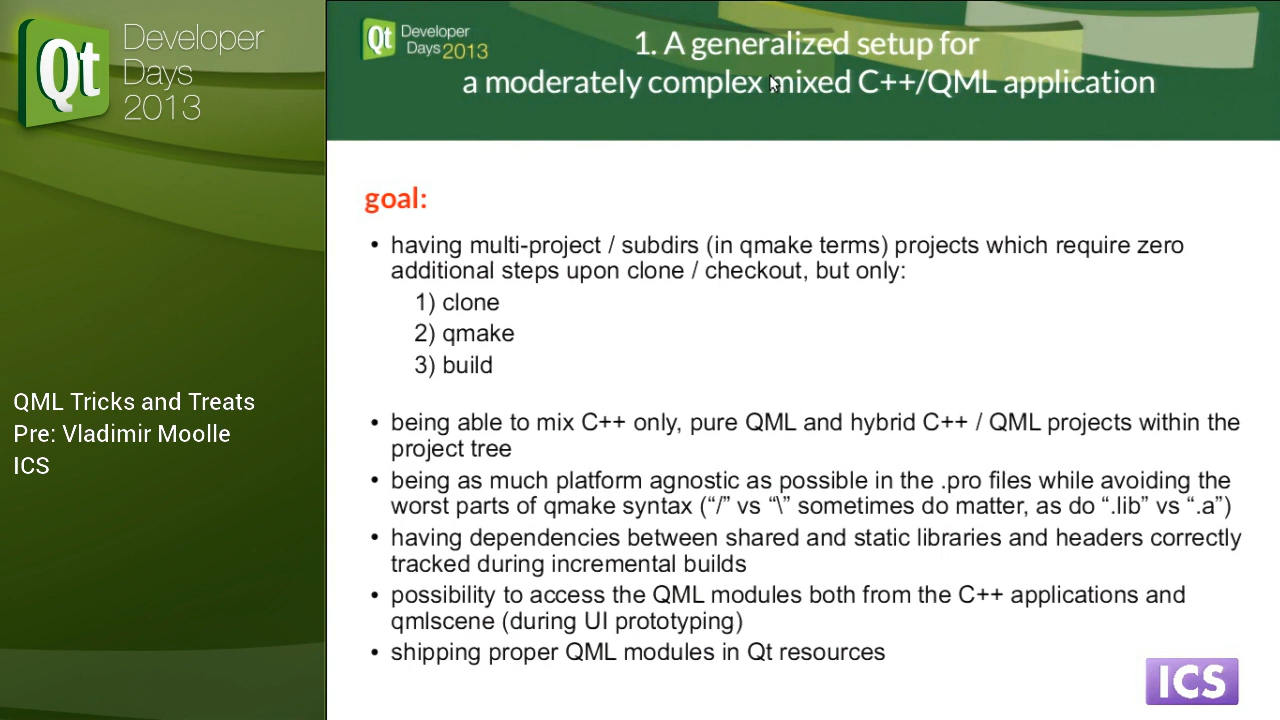 Qt Developer
Days
2013
QML Tricks and Treats
Pre: Vladimir Moolle
ICS
Qt Developer
Days 2013
1. A generalized setup for
a moderately complex mixed C++/QML application
goal:
• having multi-project / subdirs (in qmake terms) projects which require zero
additional steps upon clone / checkout, but only:
1) clone
2) qmake
3) build
• being able to mix C++ only, pure QML and hybrid C++ / QML projects within the
project tree
• being as much platform agnostic as possible in the .pro files while avoiding the
worst parts of qmake syntax (“/” vs “\” sometimes do matter, as do “.lib” vs “.a”)
• having dependencies between shared and static libraries and headers correctly
tracked during incremental builds
• possibility to access the QML modules both from the C++ applications and
qmlscene (during UI prototyping)
• shipping proper QML modules in Qt resources
ICS